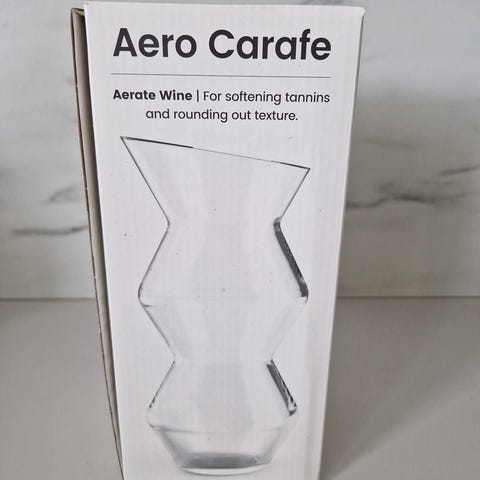 Aero Carafe
Aerate Wine | For softening tannins
and rounding out texture.